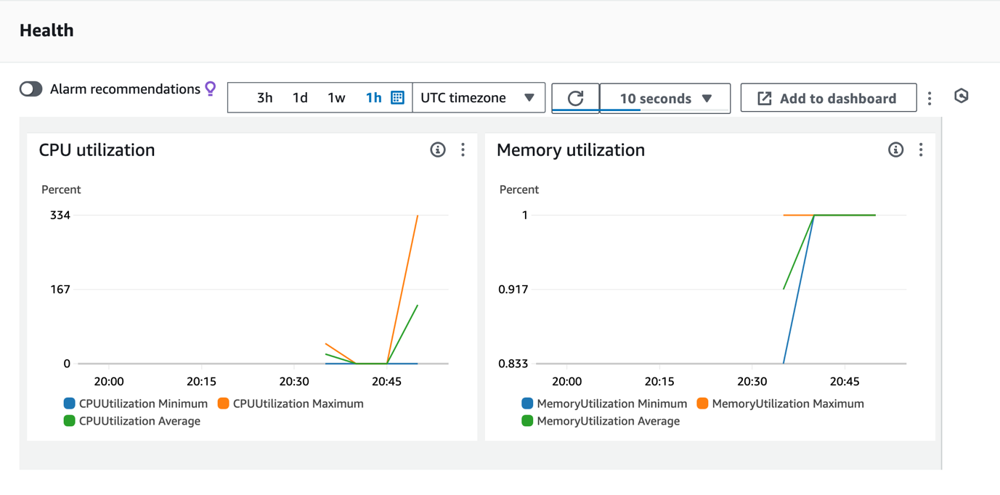 Health
Alarm recommendations 3h 1d 1w 1h UTC timezone 10 seconds Add to dashboard
CPU utilization
Percent
334
167
0
20:00 20:15 20:30 20:45
CPUUtilization Minimum CPUUtilization Maximum
CPUUtilization Average
Memory utilization
Percent
1
0.917
0.833
20:00 20:15 20:30 20:45
MemoryUtilization Minimum MemoryUtilization Maximum
MemoryUtilization Average